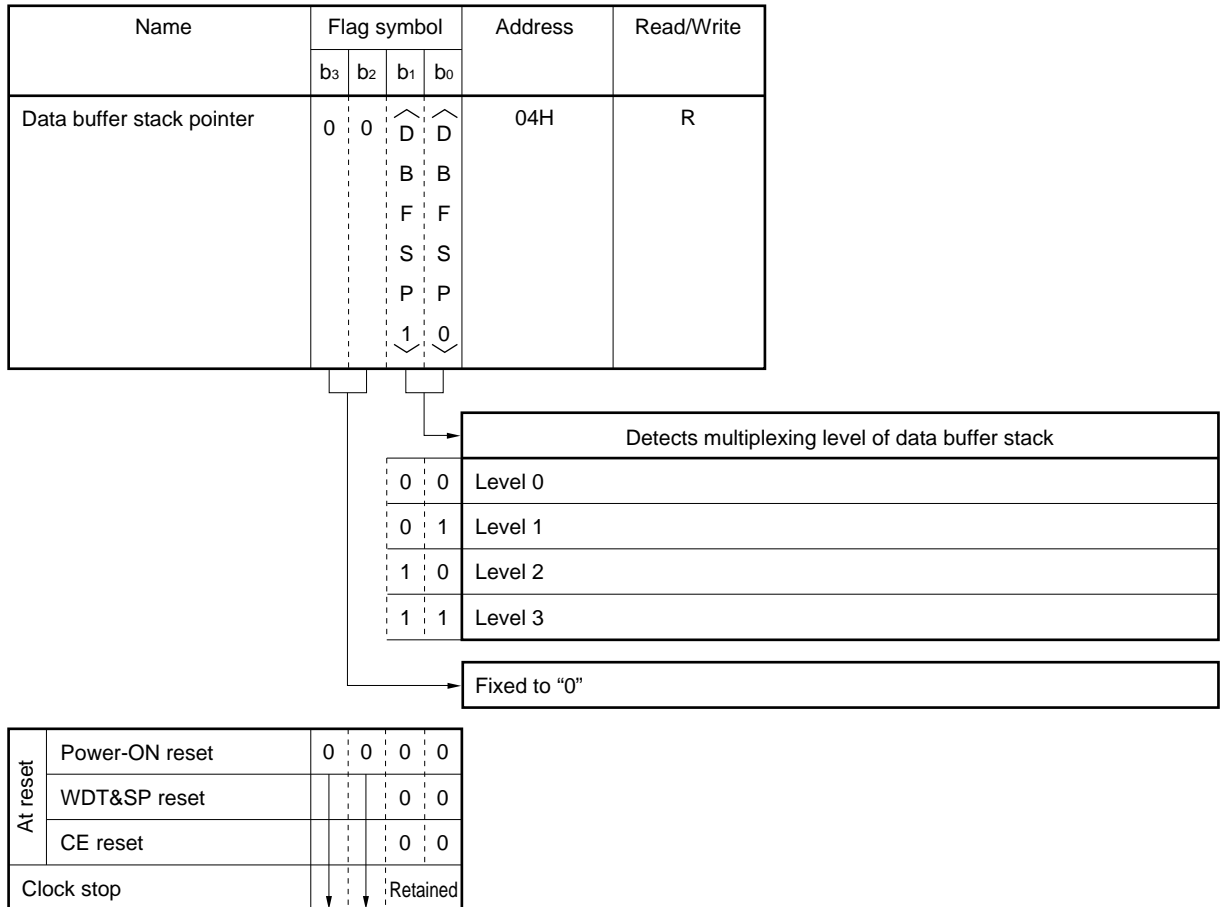 Name Flag symbol Address Read/Write
b3 b2 b1 b0
Data buffer stack pointer 0 0 (DBFSP1) (DBFSP0) 04H R
Detects multiplexing level of data buffer stack
0 0 Level 0
0 1 Level 1
1 0 Level 2
1 1 Level 3
Fixed to “0”
At reset
Power-ON reset 0 0 0 0
WDT&SP reset 0 0
CE reset 0 0
Clock stop Retained